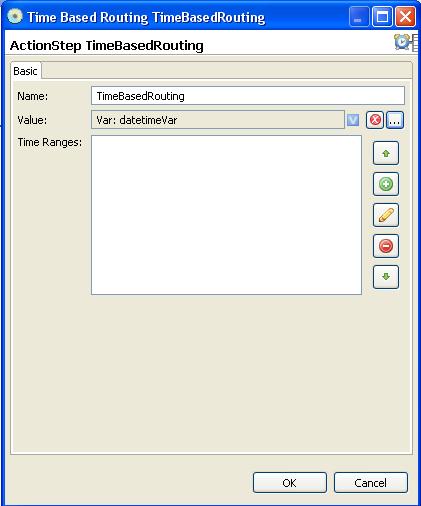 Time Based Routing TimeBasedRouting
ActionStep TimeBasedRouting
Basic
Name: TimeBasedRouting
Value: Var: datetimeVar ...
Time Ranges:
OK Cancel